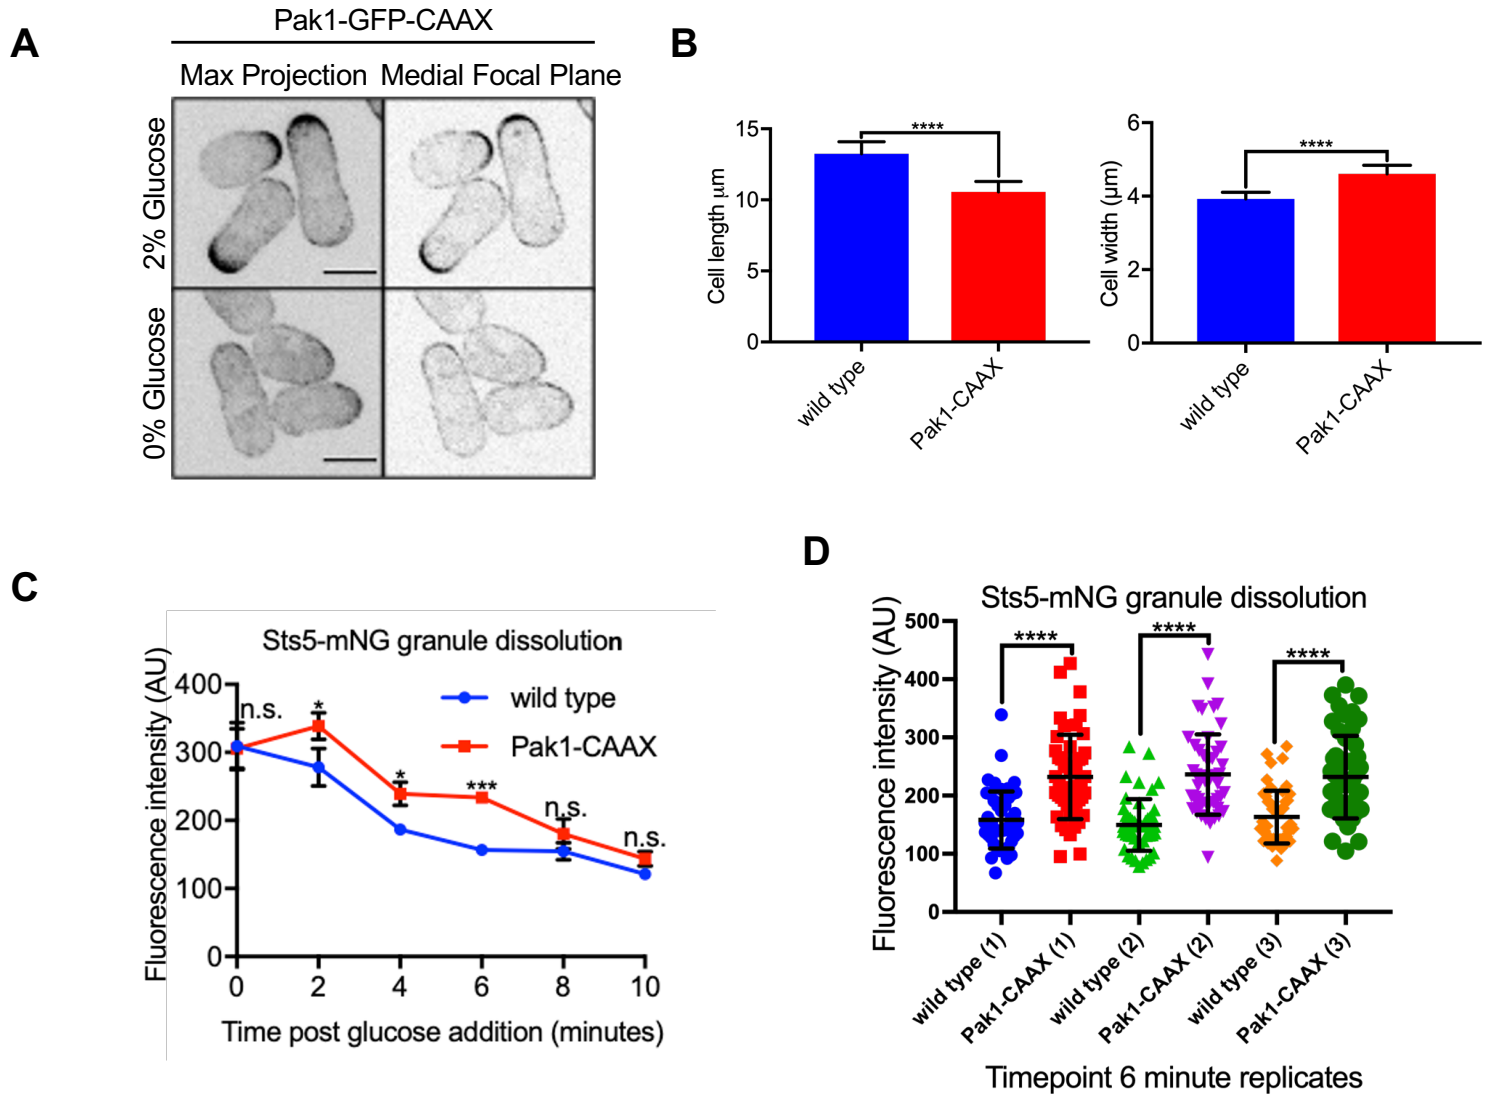 A
Pak1-GFP-CAAX
Max Projection Medial Focal Plane
2% Glucose
0% Glucose
B
Cell length μm
15
10
5
0
****
wild type
Pak1-CAAX
Cell width (μm)
6
4
2
0
****
wild type
Pak1-CAAX
C
Sts5-mNG granule dissolution
Fluorescence intensity (AU)
400
300
200
100
0
n.s.
*
*
***
n.s.
n.s.
wild type
Pak1-CAAX
0 2 4 6 8 10
Time post glucose addition (minutes)
D
Sts5-mNG granule dissolution
Fluorescence intensity (AU)
500
400
300
200
100
0
**** **** ****
wild type (1)
Pak1-CAAX (1)
wild type (2)
Pak1-CAAX (2)
wild type (3)
Pak1-CAAX (3)
Timepoint 6 minute replicates